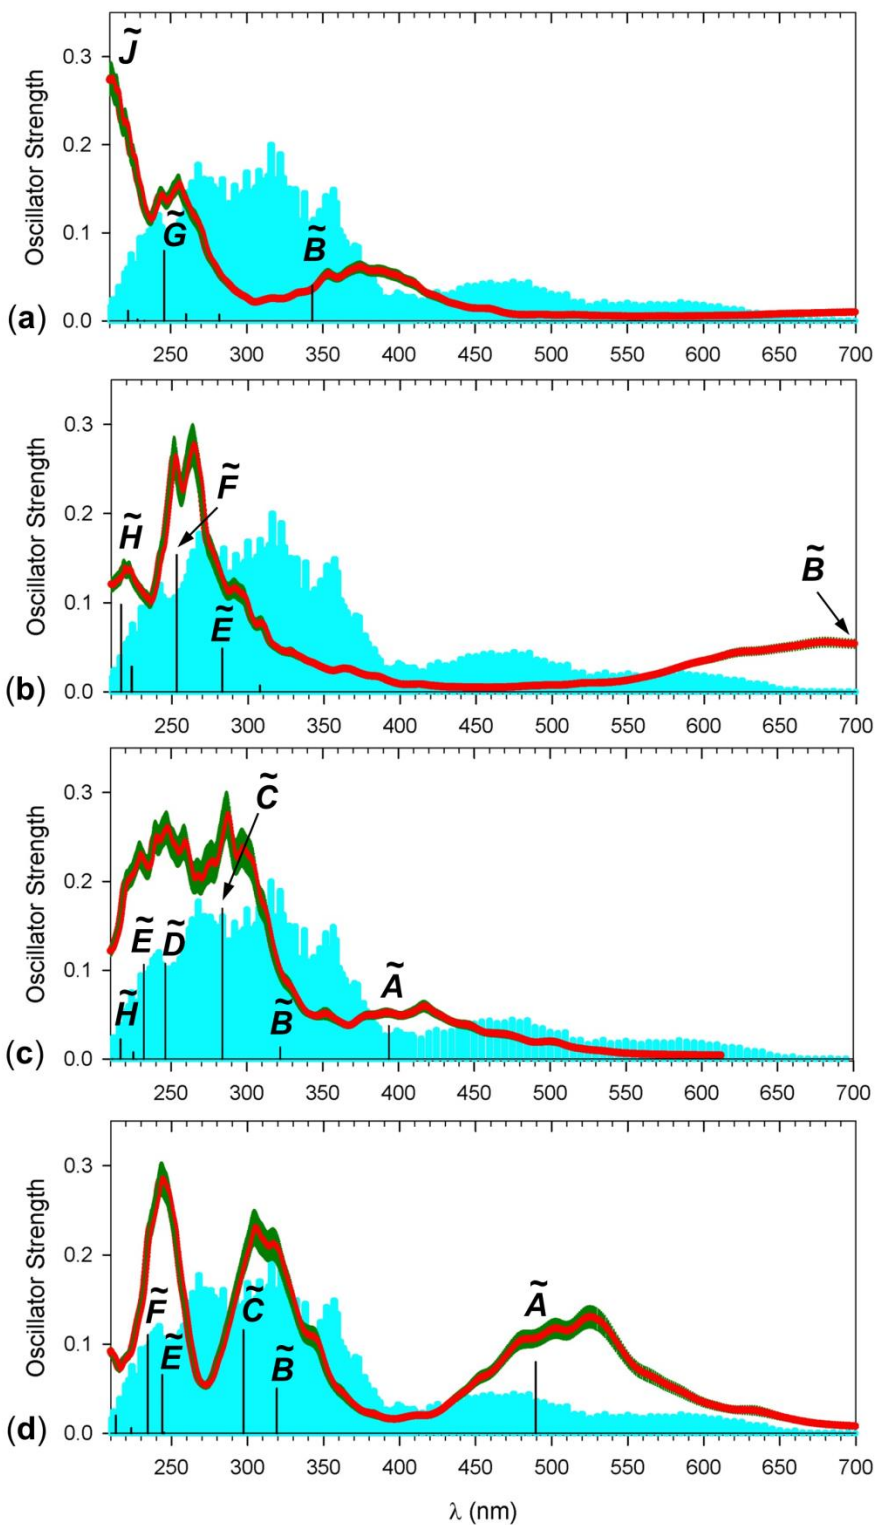 J̃
0.3
0.2
0.1
0.0
Oscillator Strength
G̃
B̃
(a)
250 300 350 400 450 500 550 600 650 700
0.3
0.2
0.1
0.0
Oscillator Strength
H̃
F̃
Ẽ
B̃
(b)
250 300 350 400 450 500 550 600 650 700
0.3
0.2
0.1
0.0
Oscillator Strength
C̃
Ẽ
D̃
Ã
H̃
B̃
(c)
250 300 350 400 450 500 550 600 650 700
0.3
0.2
0.1
0.0
Oscillator Strength
F̃
Ẽ
C̃
B̃
Ã
(d)
250 300 350 400 450 500 550 600 650 700
λ (nm)